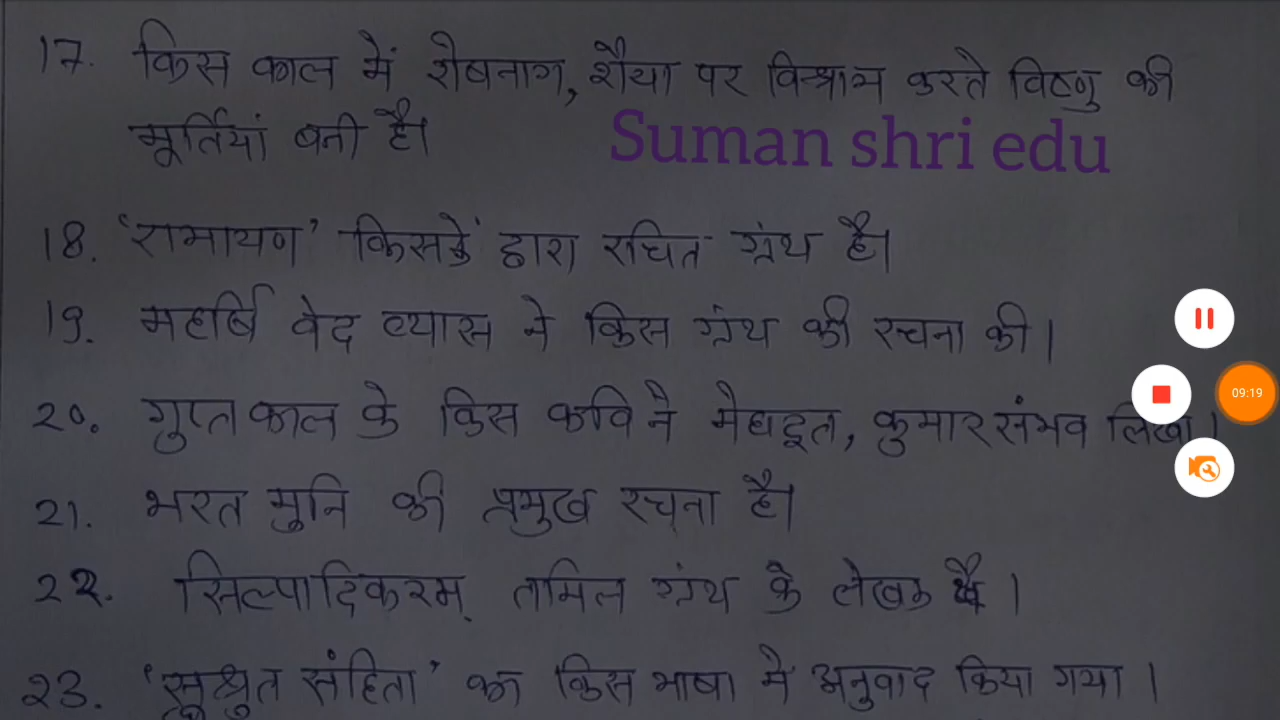 17. किस काल में शेषनाग, शैया पर विश्राम करते विष्णु की
मूर्तियां बनी है।
Suman shri edu
18. 'रामायण' किसकें द्वारा रचित ग्रंथ है।
19. महर्षि वेद व्यास ने किस ग्रंथ की रचना की।
20. गुप्तकाल के किस कवि नै मेघदूत, कुमारसंभव लिखा।
09:19
21. भरत मुनि की प्रमुख रचना है।
22. सिल्पादिकरम् तमिल ग्रंथ के लेखक है।
23. 'सुश्रुत संहिता' का किस भाषा मे अनुवाद किया गया।